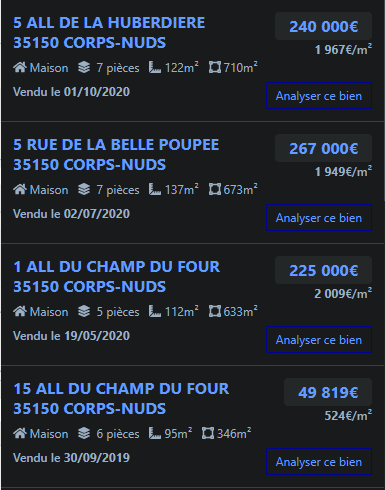 5 ALL DE LA HUBERDIERE 240 000€
35150 CORPS-NUDS 1 967€/m²
Maison 7 pièces 122m² 710m²
Vendu le 01/10/2020 Analyser ce bien
5 RUE DE LA BELLE POUPEE 267 000€
35150 CORPS-NUDS 1 949€/m²
Maison 7 pièces 137m² 673m²
Vendu le 02/07/2020 Analyser ce bien
1 ALL DU CHAMP DU FOUR 225 000€
35150 CORPS-NUDS 2 009€/m²
Maison 5 pièces 112m² 633m²
Vendu le 19/05/2020 Analyser ce bien
15 ALL DU CHAMP DU FOUR 49 819€
35150 CORPS-NUDS 524€/m²
Maison 6 pièces 95m² 346m²
Vendu le 30/09/2019 Analyser ce bien